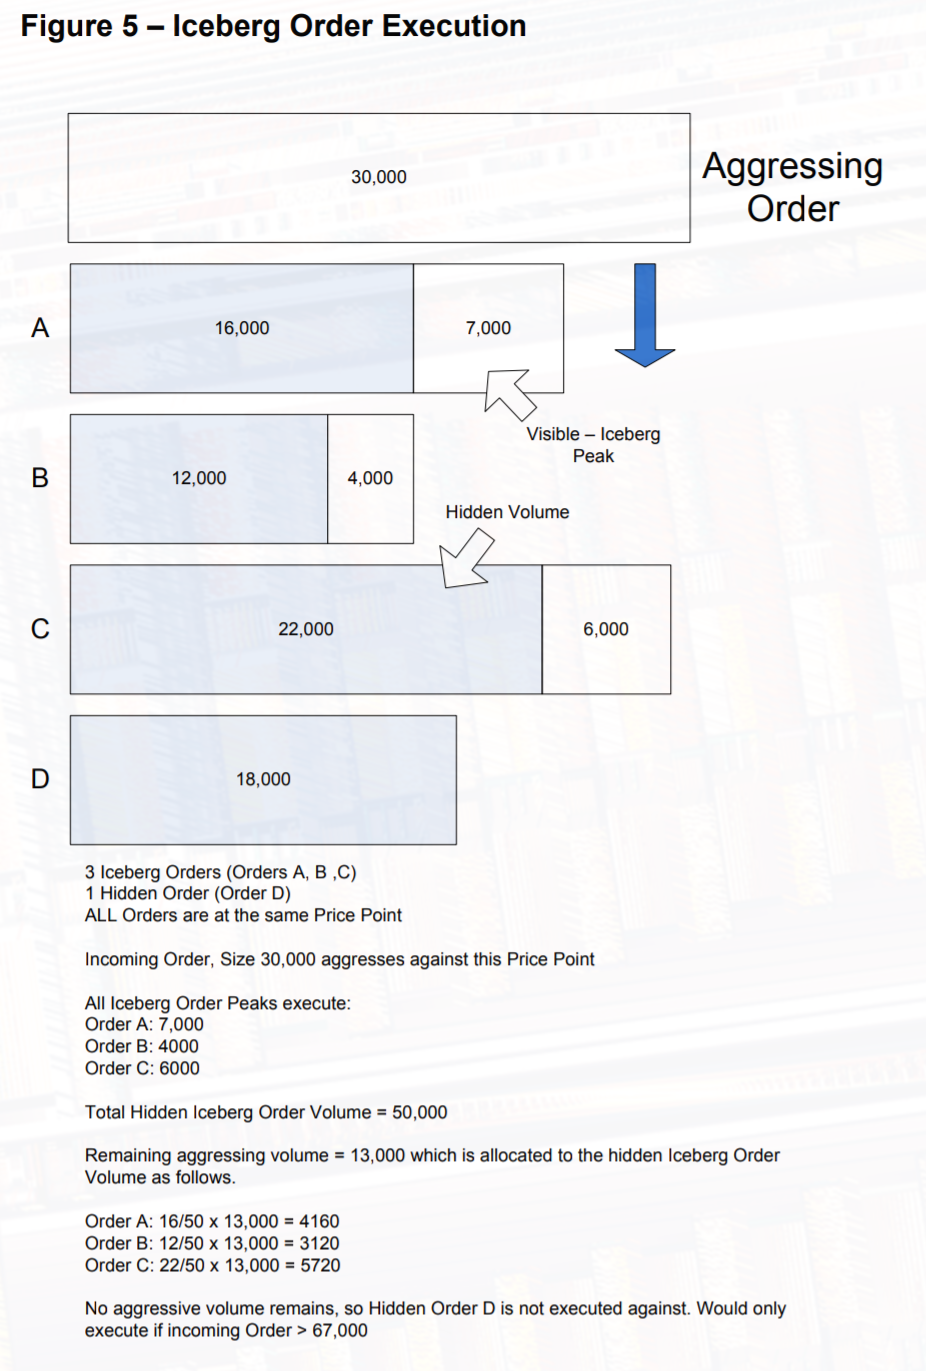 Figure 5 – Iceberg Order Execution
30,000
Aggressing
Order
A
16,000
7,000
Visible – Iceberg
Peak
B
12,000
4,000
Hidden Volume
C
22,000
6,000
D
18,000
3 Iceberg Orders (Orders A, B ,C)
1 Hidden Order (Order D)
ALL Orders are at the same Price Point
Incoming Order, Size 30,000 aggresses against this Price Point
All Iceberg Order Peaks execute:
Order A: 7,000
Order B: 4000
Order C: 6000
Total Hidden Iceberg Order Volume = 50,000
Remaining aggressing volume = 13,000 which is allocated to the hidden Iceberg Order
Volume as follows.
Order A: 16/50 x 13,000 = 4160
Order B: 12/50 x 13,000 = 3120
Order C: 22/50 x 13,000 = 5720
No aggressive volume remains, so Hidden Order D is not executed against. Would only
execute if incoming Order > 67,000